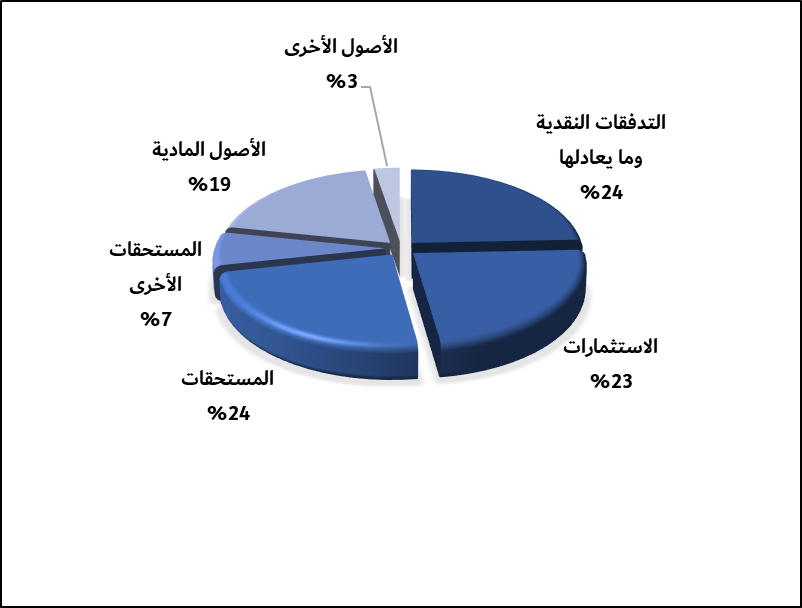 الأصول الأخرى
%3
التدفقات النقدية
وما يعادلها
%24
الأصول المادية
%19
المستحقات
الأخرى
%7
الاستثمارات
%23
المستحقات
%24